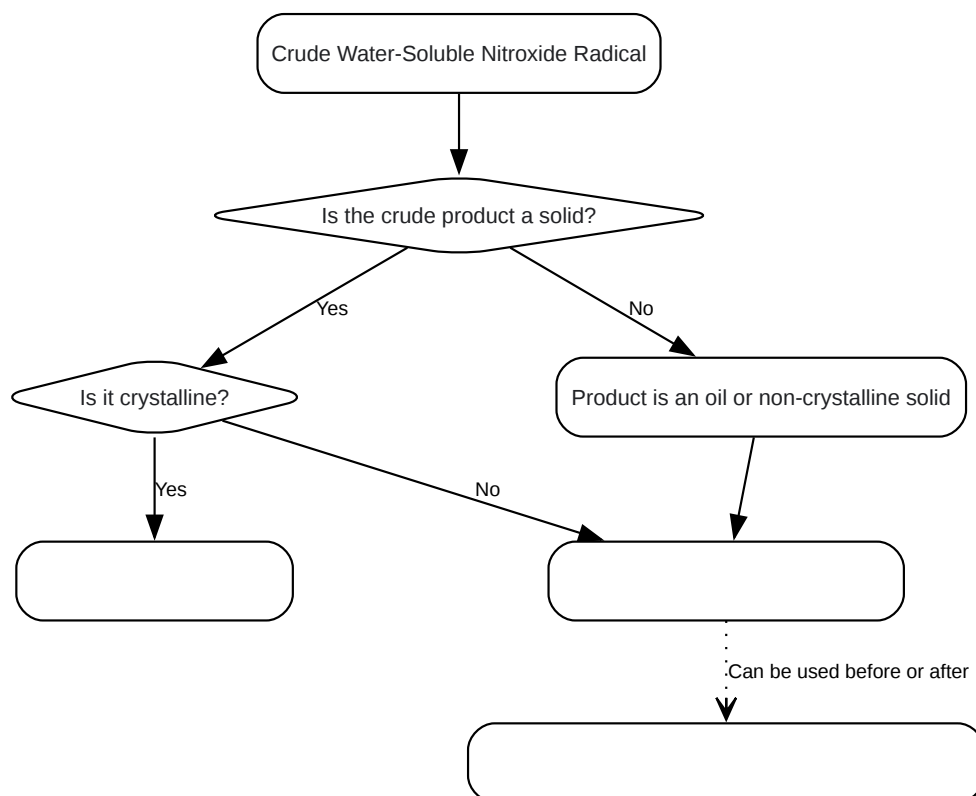 Crude Water-Soluble Nitroxide Radical
Is the crude product a solid?
Yes
No
Is it crystalline?
Product is an oil or non-crystalline solid
Yes
No
Can be used before or after